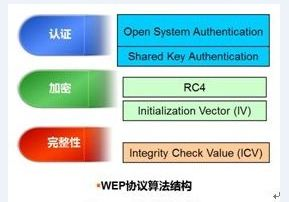 认证
Open System Authentication
Shared Key Authentication
加密
RC4
Initialization Vector (IV)
完整性
Integrity Check Value (ICV)
▪WEP协议算法结构